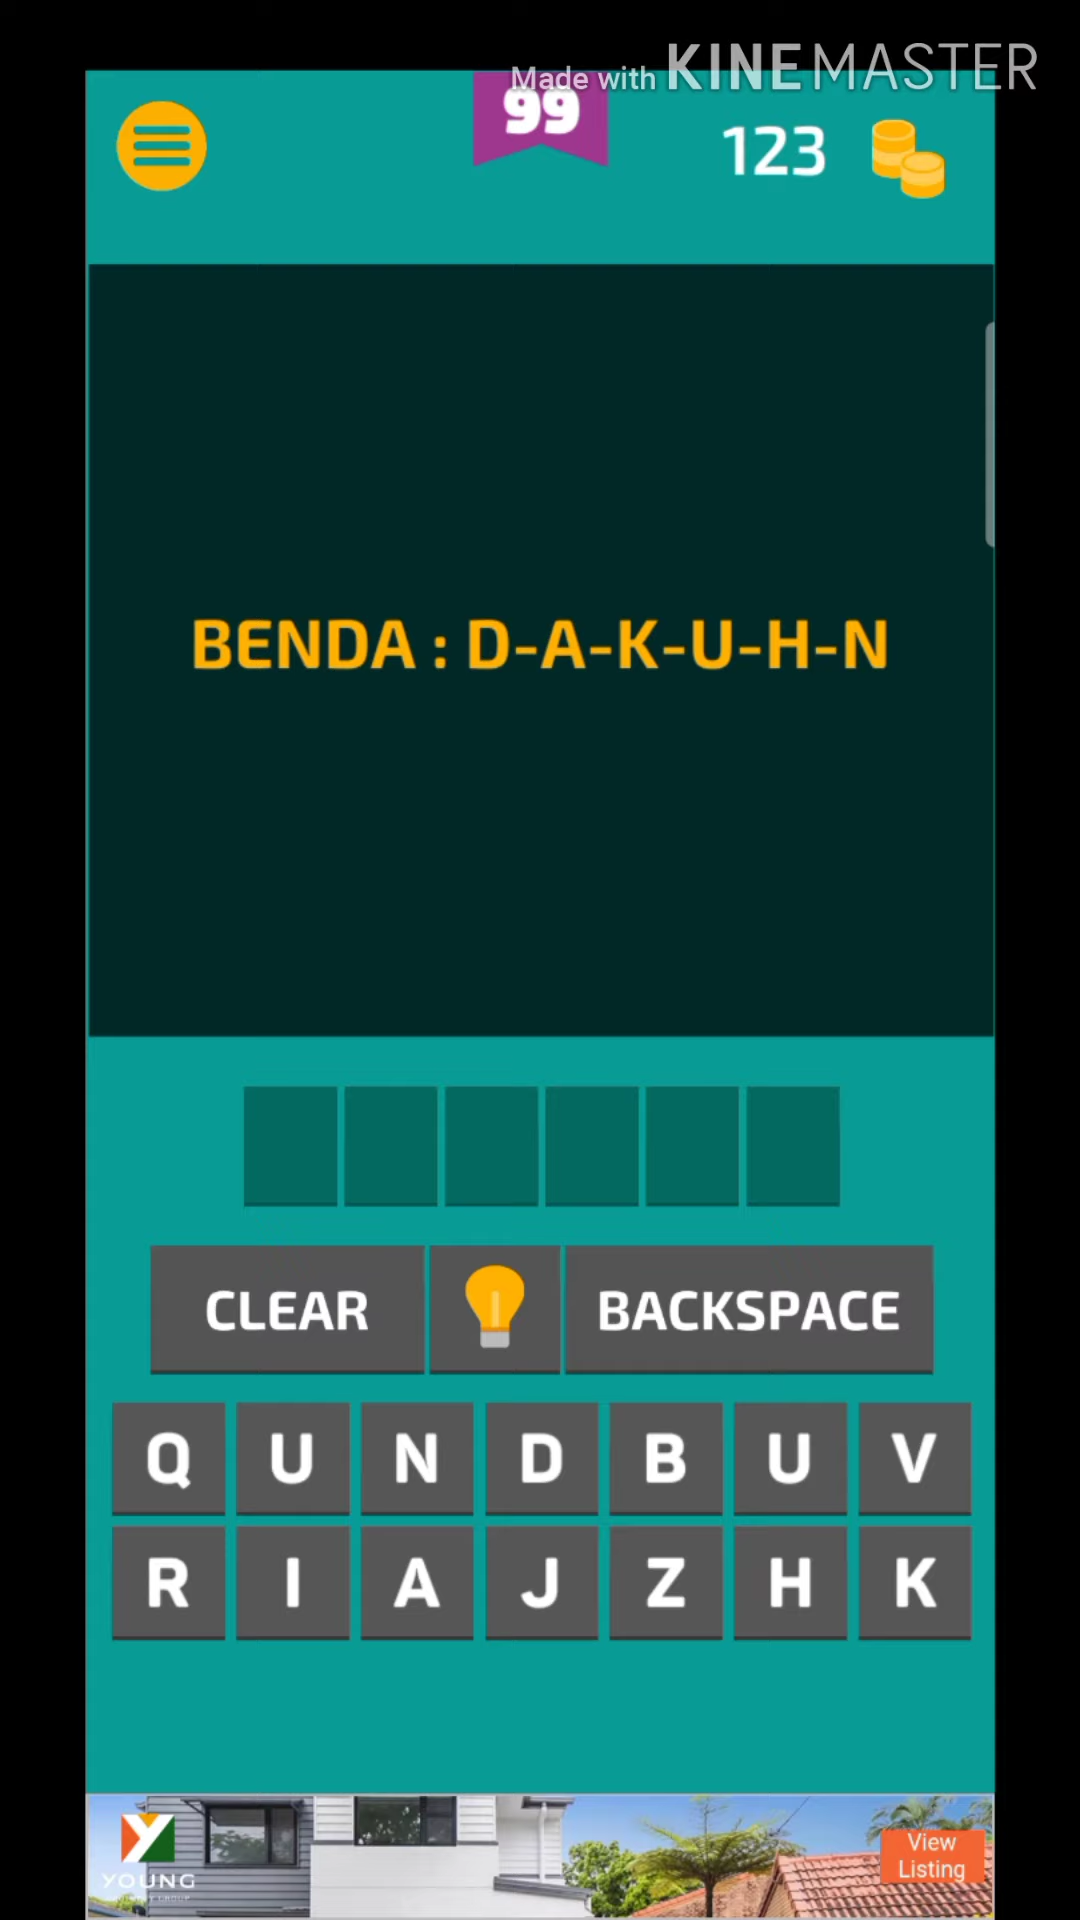 Made with KINEMASTER
99
123
BENDA : D-A-K-U-H-N
CLEAR
BACKSPACE
Q U N D B U V
R I A J Z H K
YOUNG
View
Listing